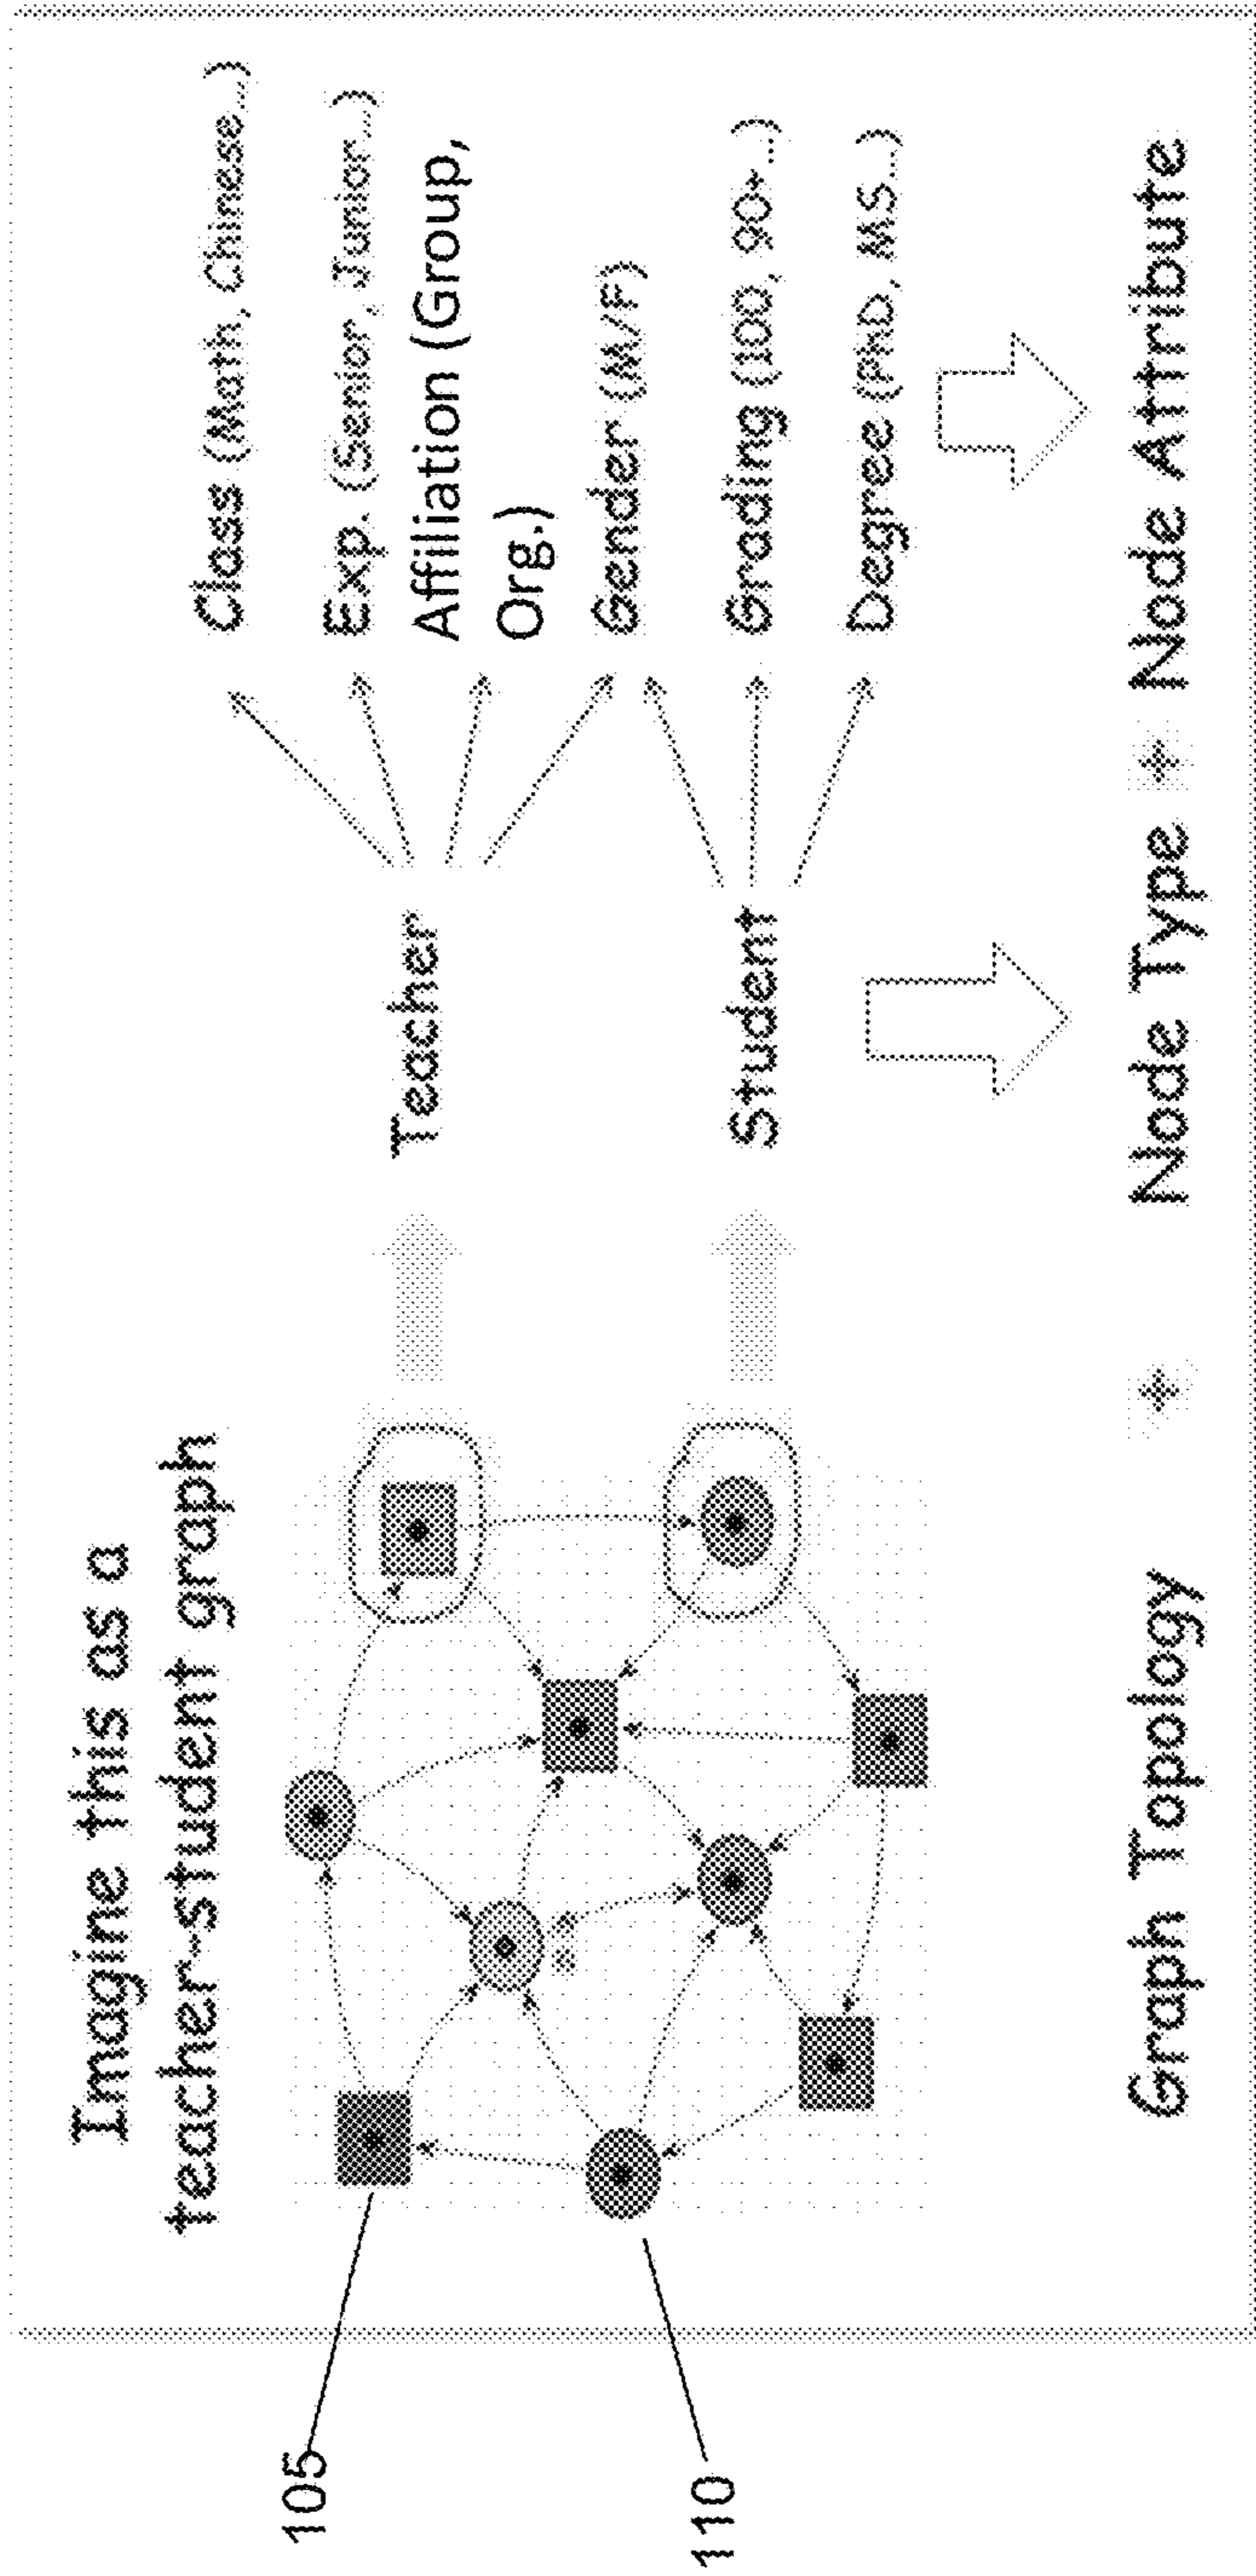 Imagine this as a
teacher-student graph
105
110
Teacher
Student
Class (Math, Chinese...)
Exp. (Senior, Junior...)
Affiliation (Group,
Org.)
Gender (M/F)
Grading (100, 90+...)
Degree (PhD, M.S...)
Graph Topology + Node Type + Node Attribute